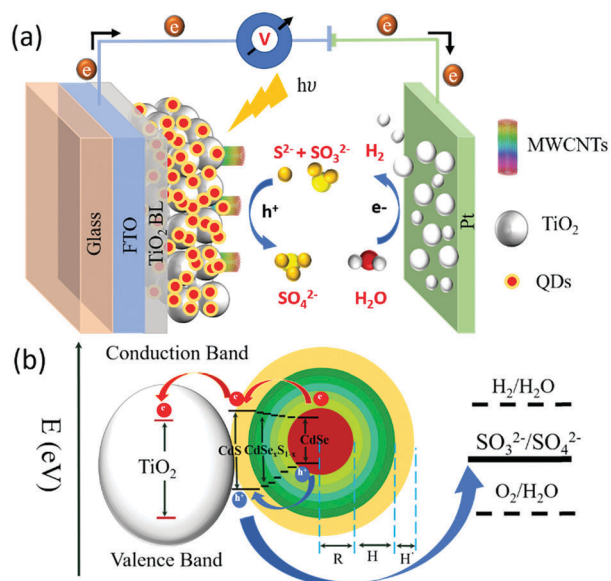 (a)
e
e
V
e
e
hυ
S²⁻ + SO₃²⁻
H₂
h⁺
e-
SO₄²⁻
H₂O
Glass
FTO
TiO₂ BL
Pt
MWCNTs
TiO₂
QDs
(b)
E (eV)
Conduction Band
e
e
e
TiO₂
CdS
CdSeₓS₁₋ₓ
CdSe
h⁺
h⁺
Valence Band
R
H
H'
H₂/H₂O
SO₃²⁻/SO₄²⁻
O₂/H₂O